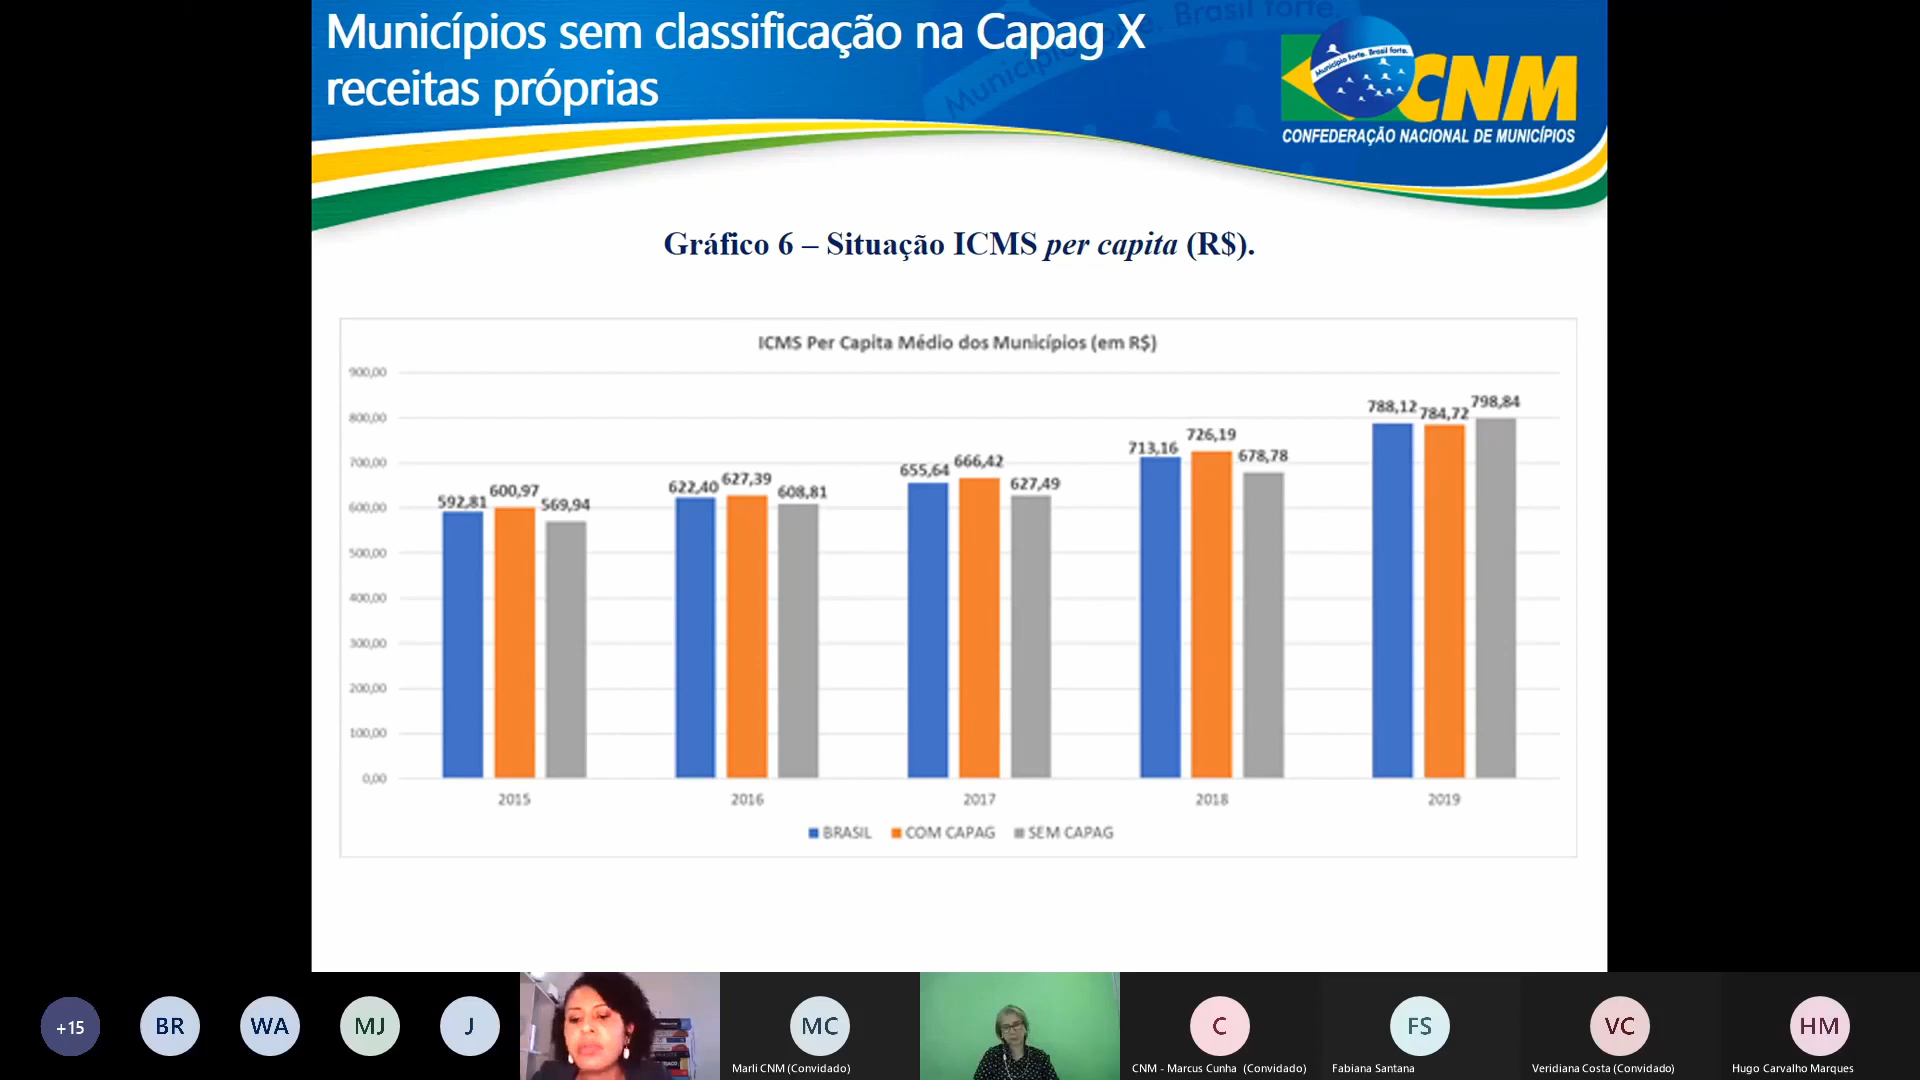 Municípios sem classificação na Capag X
receitas próprias
Município forte. Brasil forte.
CNM
CONFEDERAÇÃO NACIONAL DE MUNICÍPIOS
Gráfico 6 – Situação ICMS per capita (R$).
ICMS Per Capita Médio dos Municípios (em R$)
900,00
800,00
700,00
600,00
500,00
400,00
300,00
200,00
100,00
0,00
592,81 600,97 569,94
622,40 627,39 608,81
655,64 666,42 627,49
713,16 726,19 678,78
788,12 784,72 798,84
2015 2016 2017 2018 2019
BRASIL COM CAPAG SEM CAPAG
+15 BR WA MJ J MC C FS VC HM
Marli CNM (Convidado) CNM - Marcus Cunha (Convidado) Fabiana Santana Veridiana Costa (Convidado) Hugo Carvalho Marques